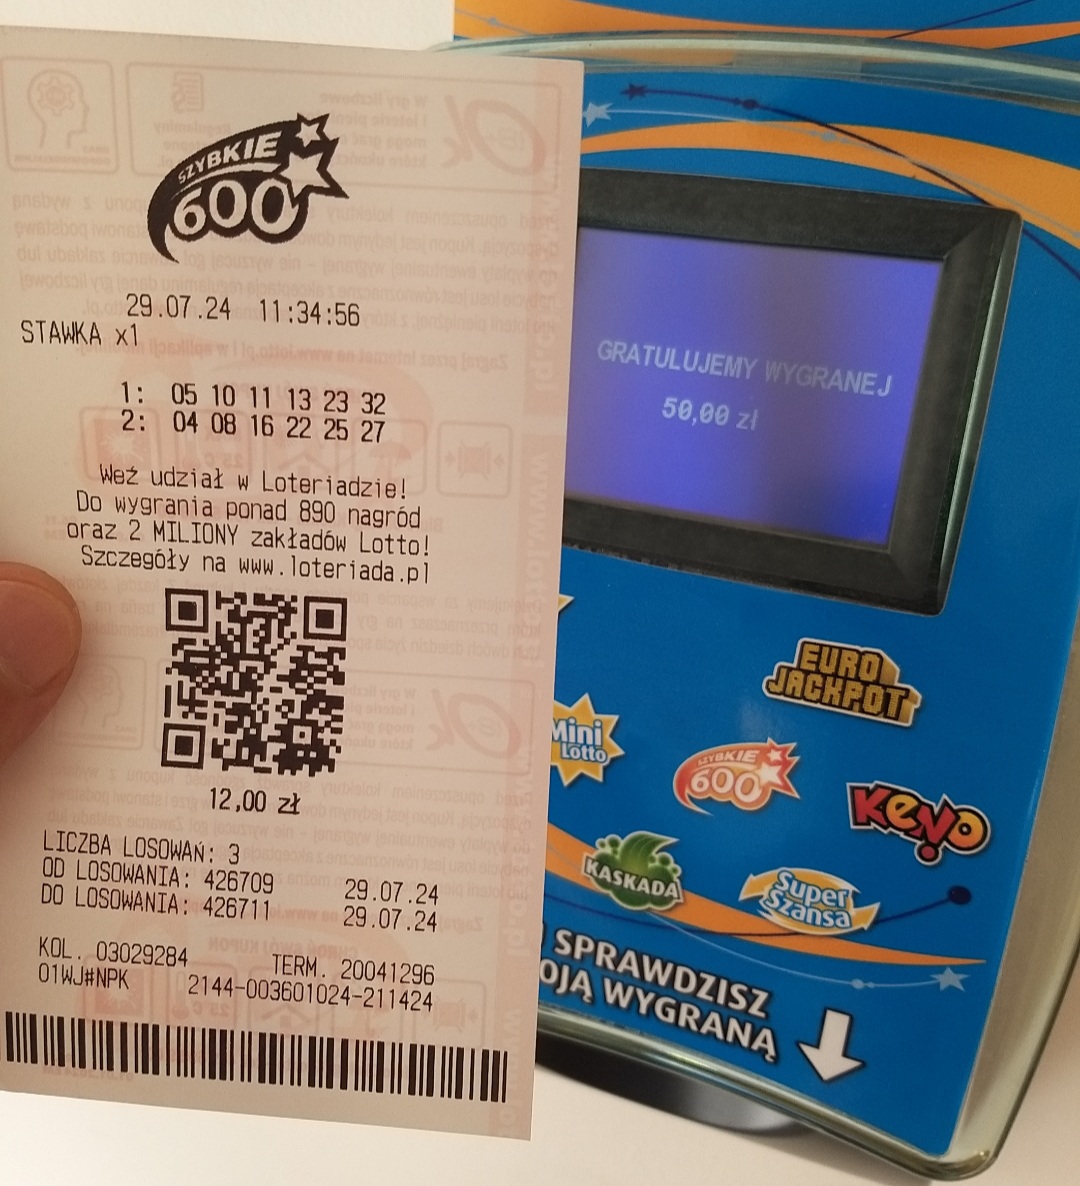 SZYBKIE
600
29.07.24 11:34:56
STAWKA x1
1: 05 10 11 13 23 32
2: 04 08 16 22 25 27
Weź udział w Loteriadzie!
Do wygrania ponad 890 nagród
oraz 2 MILIONY zakładów Lotto!
Szczegóły na www.loteriada.pl
12,00 zł
LICZBA LOSOWAŃ: 3
OD LOSOWANIA: 426709 29.07.24
DO LOSOWANIA: 426711 29.07.24
KOL. 03029284 TERM. 20041296
01WJ#NPK 2144-003601024-211424
GRATULUJEMY WYGRANEJ
50,00 zł
EURO
JACKPOT
Mini
Lotto
SZYBKIE
600
KENO
KASKADA
Super
Szansa
SPRAWDZISZ
OJĄ WYGRANĄ